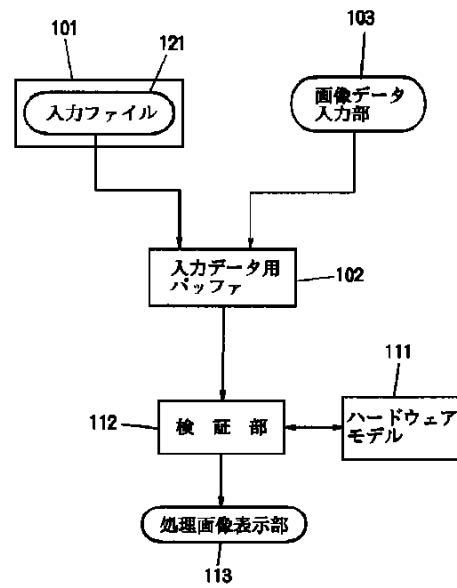 101
121
入力ファイル
103
画像データ
入力部
入力データ用
バッファ
102
111
112
検証部
ハードウェア
モデル
処理画像表示部
113